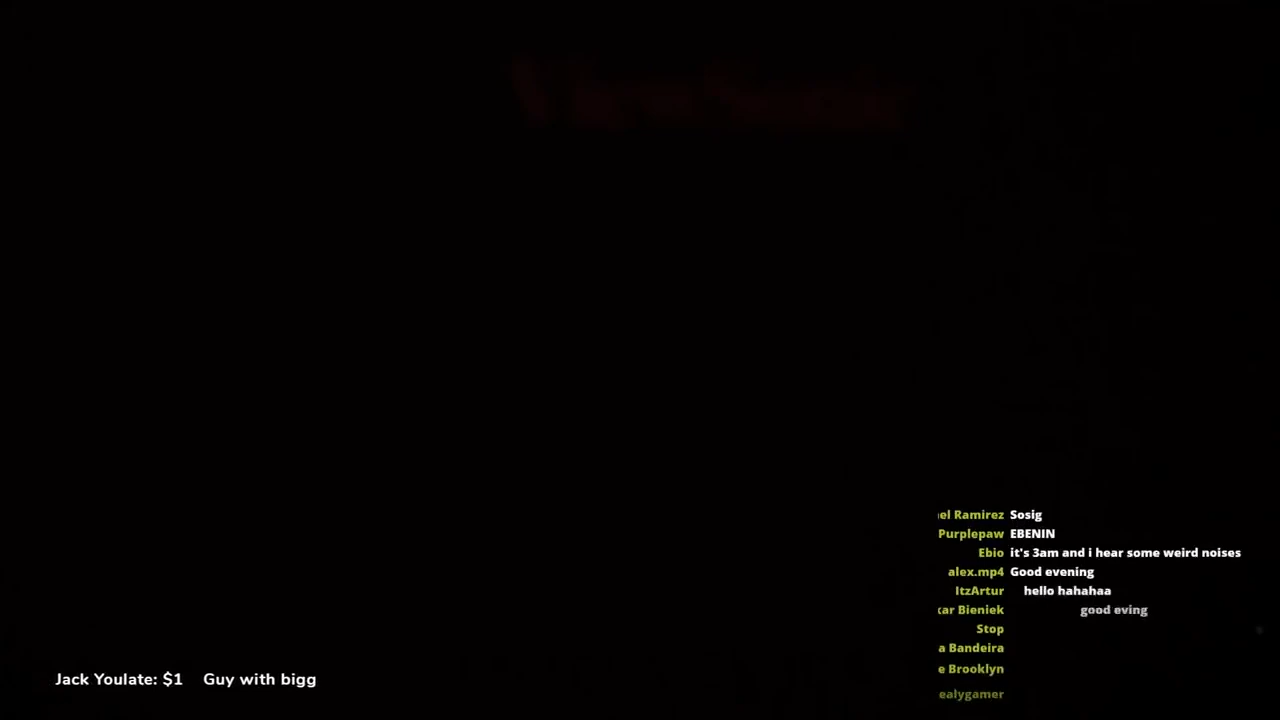 el Ramirez Sosig
Purplepaw EBENIN
Ebio it's 3am and i hear some weird noises
alex.mp4 Good evening
ItzArtur hello hahahaa
kar Bieniek good eving
Stop
a Bandeira
e Brooklyn
ealygamer
Jack Youlate: $1 Guy with bigg